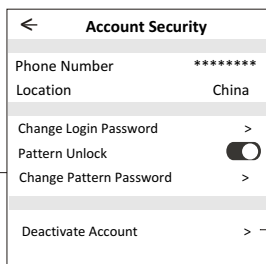 Account Security
Phone Number ********
Location China
Change Login Password >
Pattern Unlock
Change Pattern Password >
Deactivate Account >